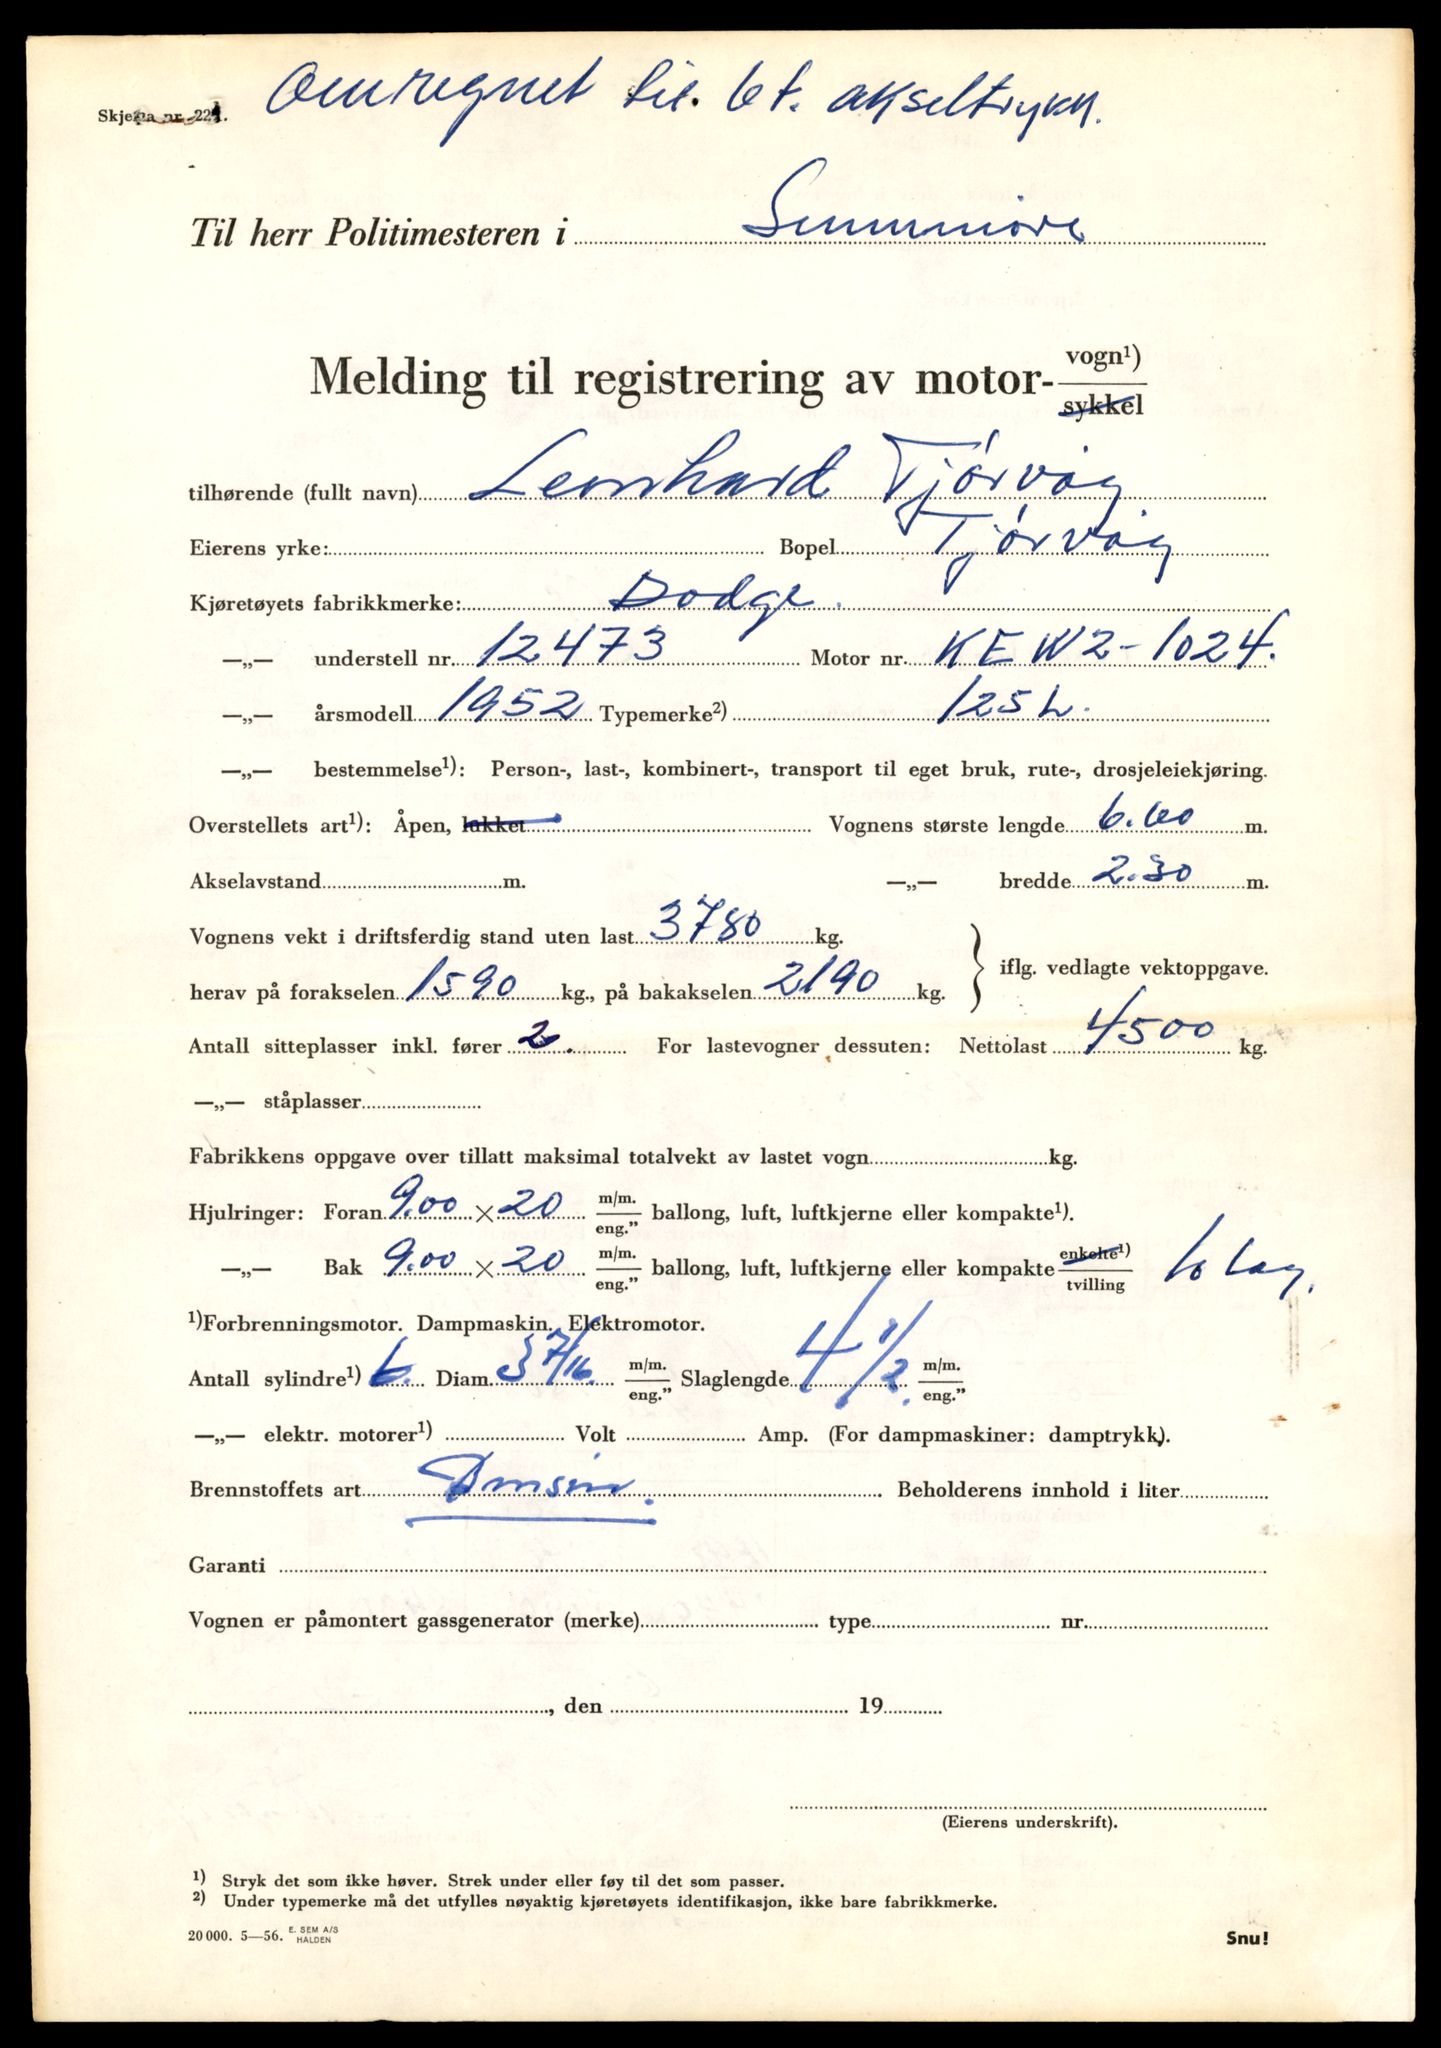 Omregnet til. 6 t. akseltrykk.
Skjema nr. 221.
Til herr Politimesteren i Sunnmøre
Melding til registrering av motor- vogn¹) / sykkel
tilhørende (fullt navn) Leonhard Tjørvåg
Eierens yrke: Bopel Tjørvåg
Kjøretøyets fabrikkmerke: Dodge.
—„— understell nr. 12473 Motor nr. KEW2-1024.
—„— årsmodell 1952 Typemerke²) 125 L.
—„— bestemmelse¹): Person-, last-, kombinert-, transport til eget bruk, rute-, drosjeleiekjøring.
Overstellets art¹): Åpen, lukket Vognens største lengde 6.60 m.
Akselavstand m. —„— bredde 2.30 m.
Vognens vekt i driftsferdig stand uten last 3780 kg.
herav på forakselen 1590 kg., på bakakselen 2190 kg. } iflg. vedlagte vektoppgave.
Antall sitteplasser inkl. fører 2. For lastevogner dessuten: Nettolast 4500 kg.
—„— ståplasser
Fabrikkens oppgave over tillatt maksimal totalvekt av lastet vogn kg.
Hjulringer: Foran 9.00 × 20 m/m. / eng.” ballong, luft, luftkjerne eller kompakte¹).
—„— Bak 9.00 × 20 m/m. / eng.” ballong, luft, luftkjerne eller kompakte enkelte¹) / tvilling 10 lag.
¹)Forbrenningsmotor. Dampmaskin. Elektromotor.
Antall sylindre¹) 6. Diam. 3 7/16. m/m. / eng.” Slaglengde 4 1/2. m/m. / eng.”
—„— elektr. motorer¹) Volt Amp. (For dampmaskiner: damptrykk).
Brennstoffets art Bensin. Beholderens innhold i liter
Garanti
Vognen er påmontert gassgenerator (merke) type nr.
, den 19
(Eierens underskrift).
¹) Stryk det som ikke høver. Strek under eller føy til det som passer.
²) Under typemerke må det utfylles nøyaktig kjøretøyets identifikasjon, ikke bare fabrikkmerke.
20 000. 5—56. E. SEM A/S HALDEN Snu!